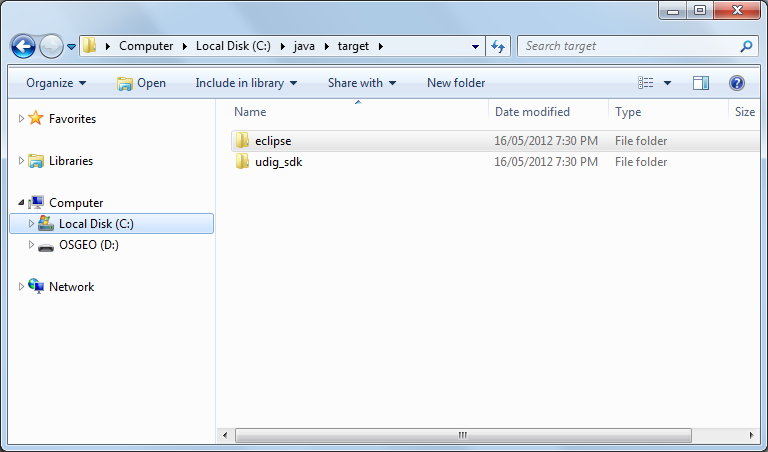 Computer Local Disk (C:) java target Search target
Organize Open Include in library Share with New folder
Name Date modified Type Size
Favorites
Libraries
Computer
Local Disk (C:)
OSGEO (D:)
Network
eclipse 16/05/2012 7:30 PM File folder
udig_sdk 16/05/2012 7:30 PM File folder